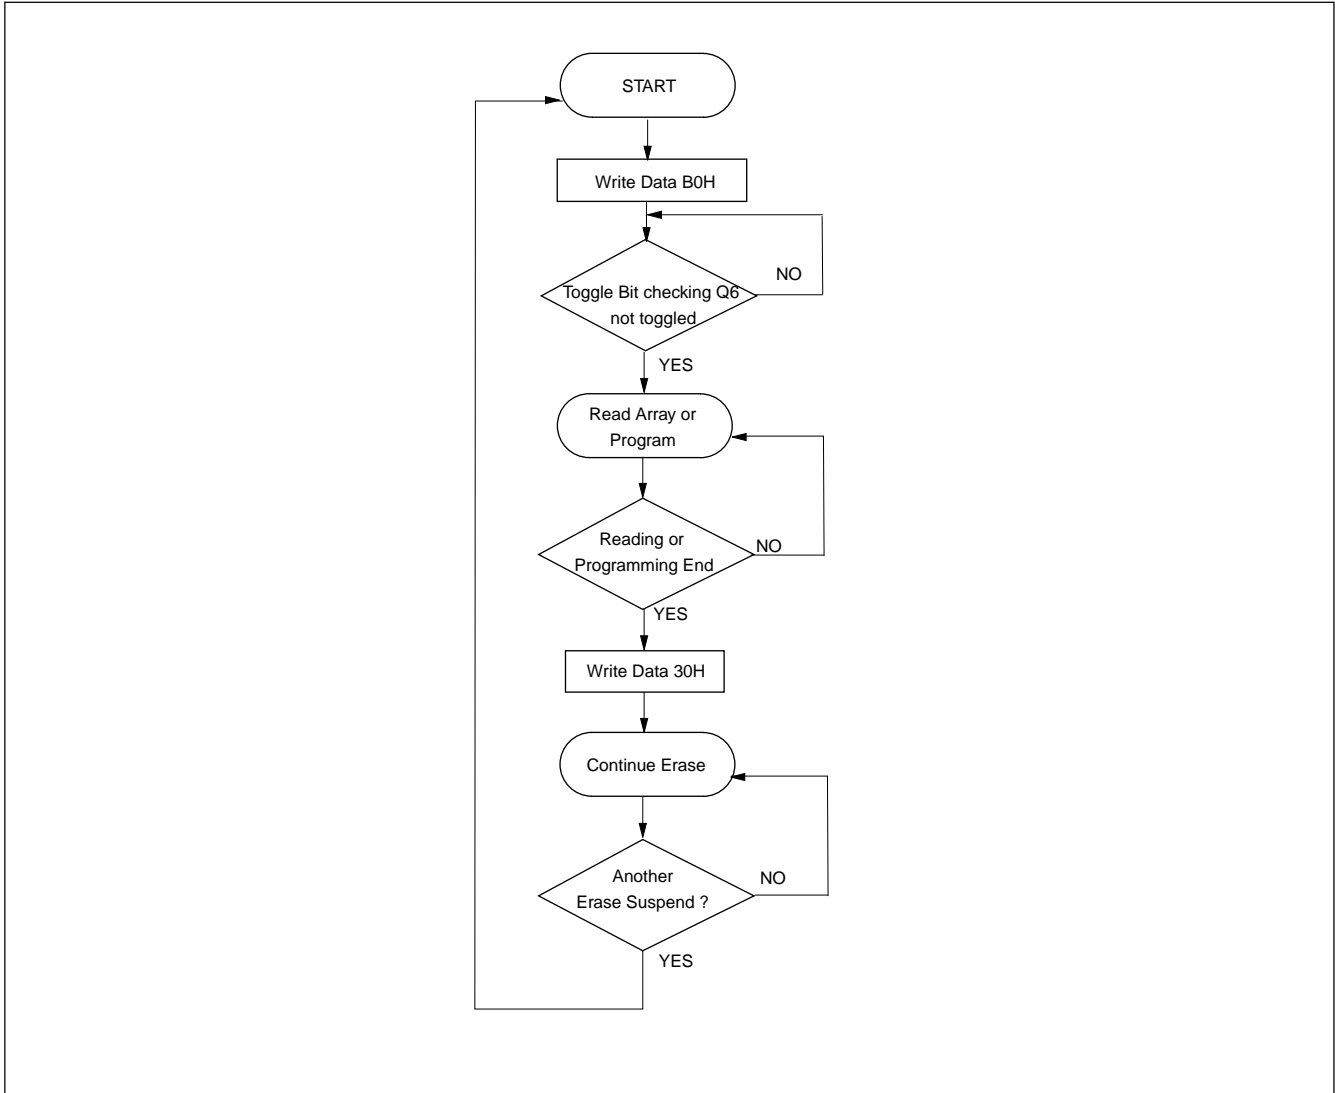 START
Write Data B0H
NO
Toggle Bit checking Q6
not toggled
YES
Read Array or
Program
Reading or
NO
Programming End
YES
Write Data 30H
Continue Erase
Another
NO
Erase Suspend ?
YES